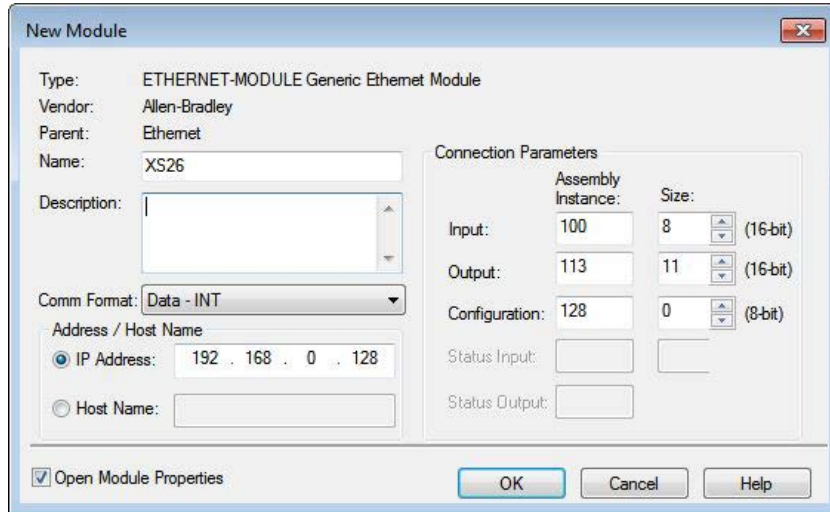 New Module
Type: ETHERNET-MODULE Generic Ethernet Module
Vendor: Allen-Bradley
Parent: Ethernet
Name: XS26
Description:
Comm Format: Data - INT
Address / Host Name
IP Address: 192 . 168 . 0 . 128
Host Name:
Connection Parameters
Assembly Instance: Size:
Input: 100 8 (16-bit)
Output: 113 11 (16-bit)
Configuration: 128 0 (8-bit)
Status Input:
Status Output:
Open Module Properties
OK Cancel Help